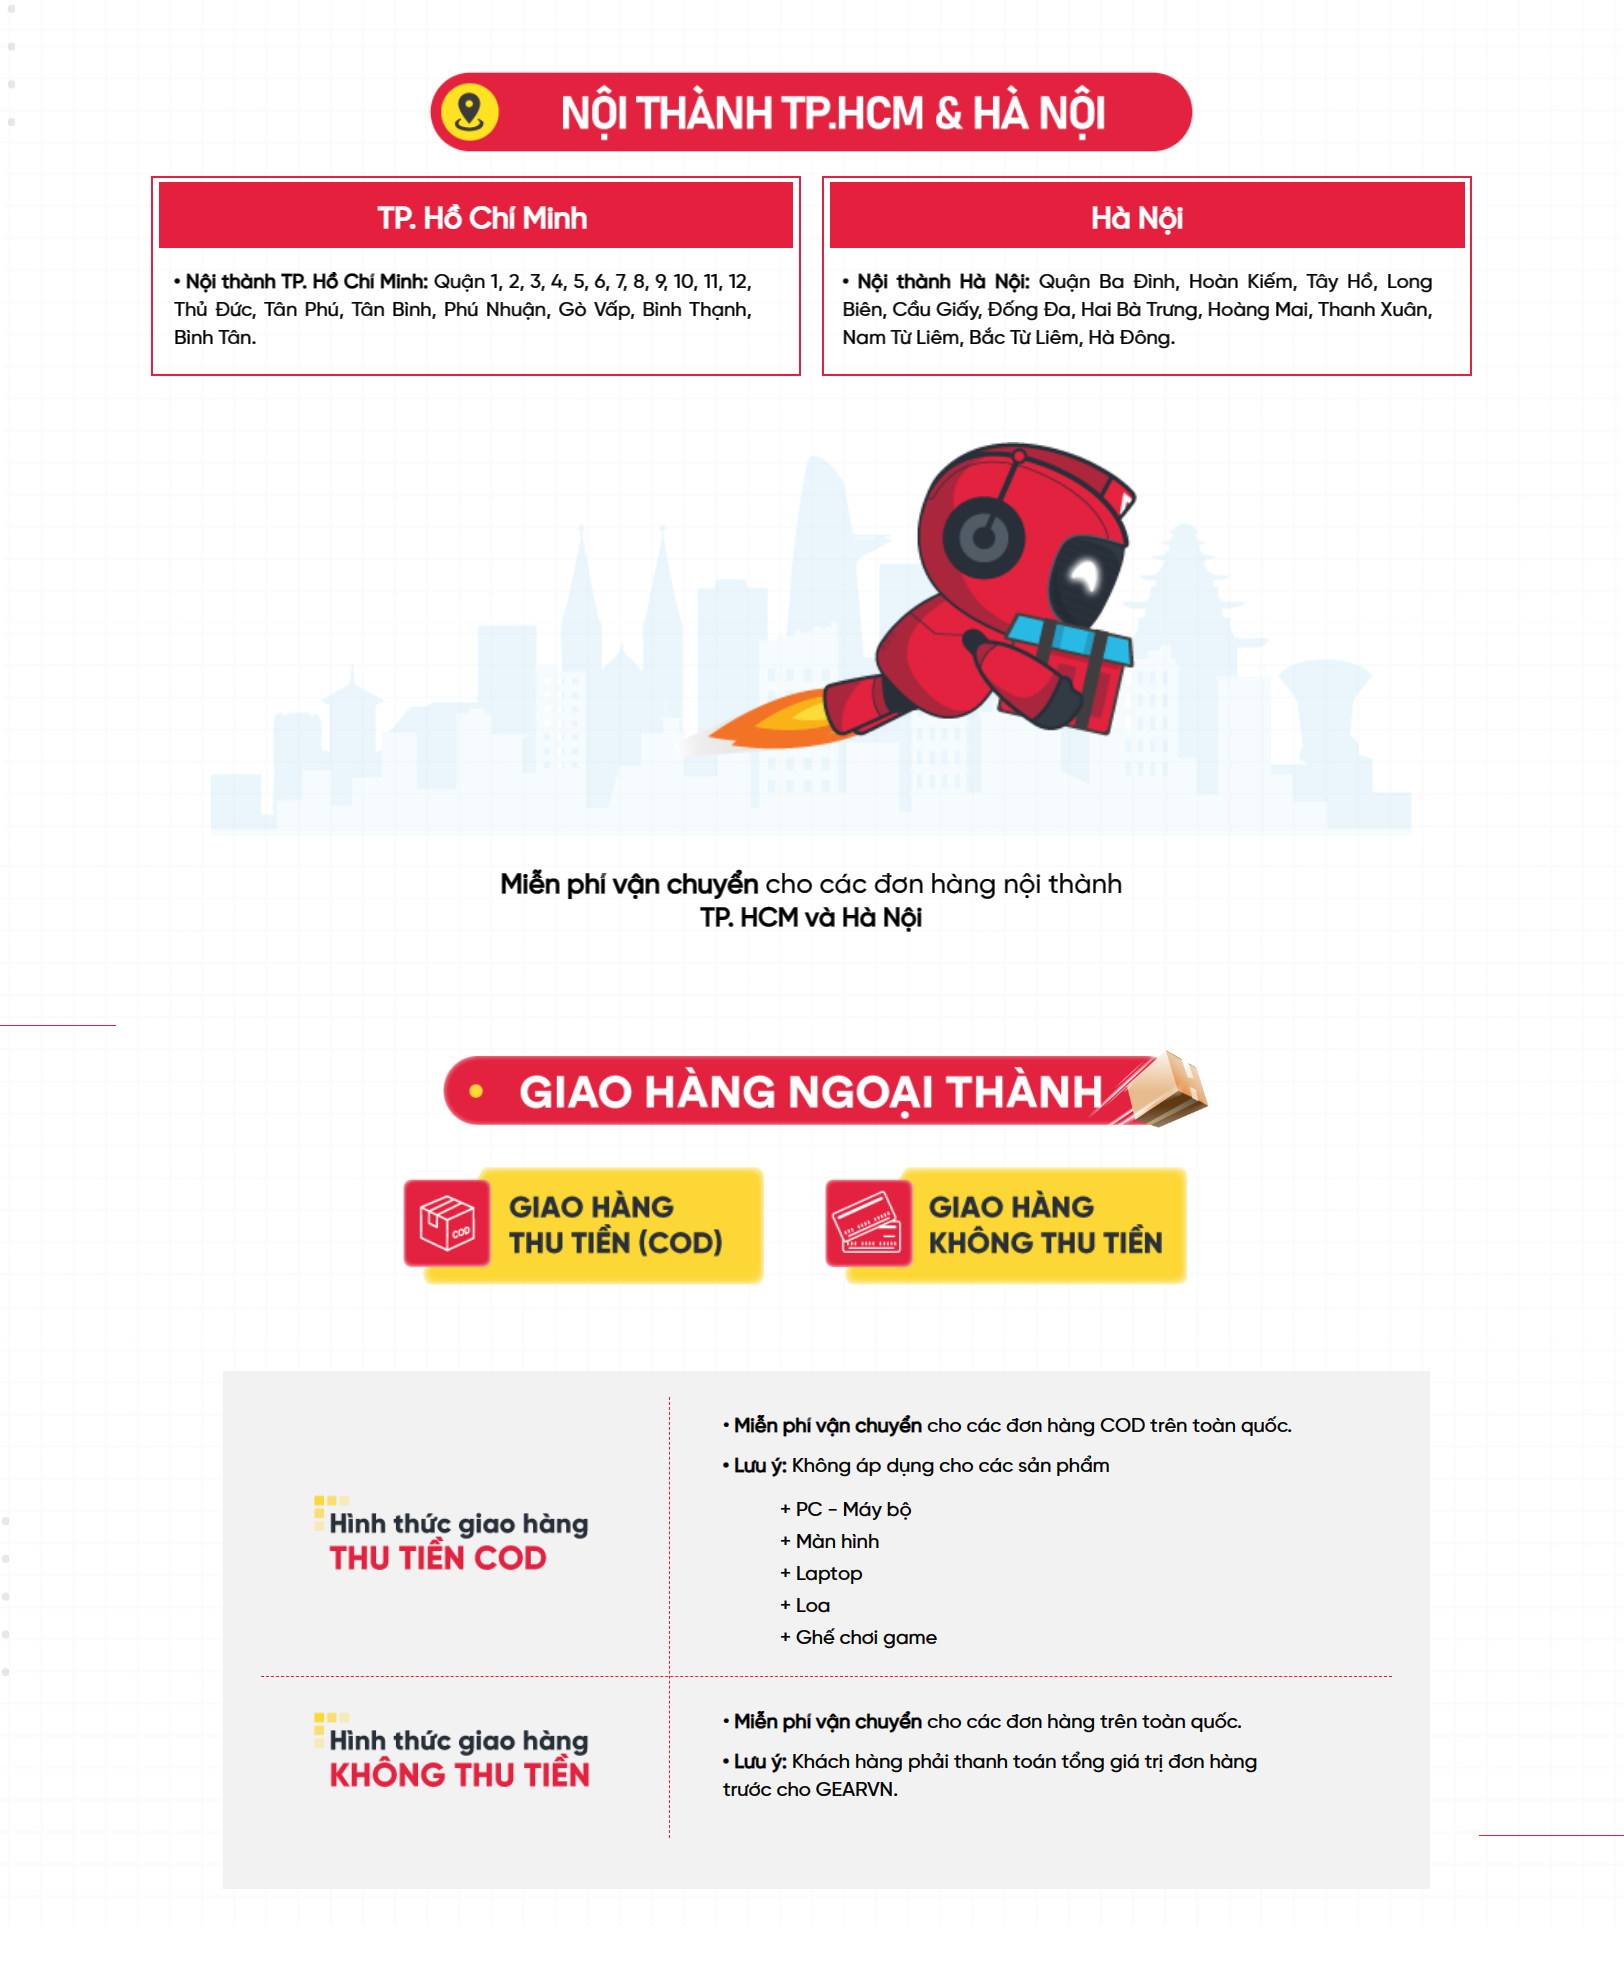 NỘI THÀNH TP.HCM & HÀ NỘI
TP. Hồ Chí Minh
• Nội thành TP. Hồ Chí Minh: Quận 1, 2, 3, 4, 5, 6, 7, 8, 9, 10, 11, 12,
Thủ Đức, Tân Phú, Tân Bình, Phú Nhuận, Gò Vấp, Bình Thạnh,
Bình Tân.
Hà Nội
• Nội thành Hà Nội: Quận Ba Đình, Hoàn Kiếm, Tây Hồ, Long
Biên, Cầu Giấy, Đống Đa, Hai Bà Trưng, Hoàng Mai, Thanh Xuân,
Nam Từ Liêm, Bắc Từ Liêm, Hà Đông.
Miễn phí vận chuyển cho các đơn hàng nội thành
TP. HCM và Hà Nội
GIAO HÀNG NGOẠI THÀNH
GIAO HÀNG
THU TIỀN (COD)
COD
GIAO HÀNG
KHÔNG THU TIỀN
Hình thức giao hàng
THU TIỀN COD
• Miễn phí vận chuyển cho các đơn hàng COD trên toàn quốc.
• Lưu ý: Không áp dụng cho các sản phẩm
+ PC - Máy bộ
+ Màn hình
+ Laptop
+ Loa
+ Ghế chơi game
Hình thức giao hàng
KHÔNG THU TIỀN
• Miễn phí vận chuyển cho các đơn hàng trên toàn quốc.
• Lưu ý: Khách hàng phải thanh toán tổng giá trị đơn hàng
trước cho GEARVN.